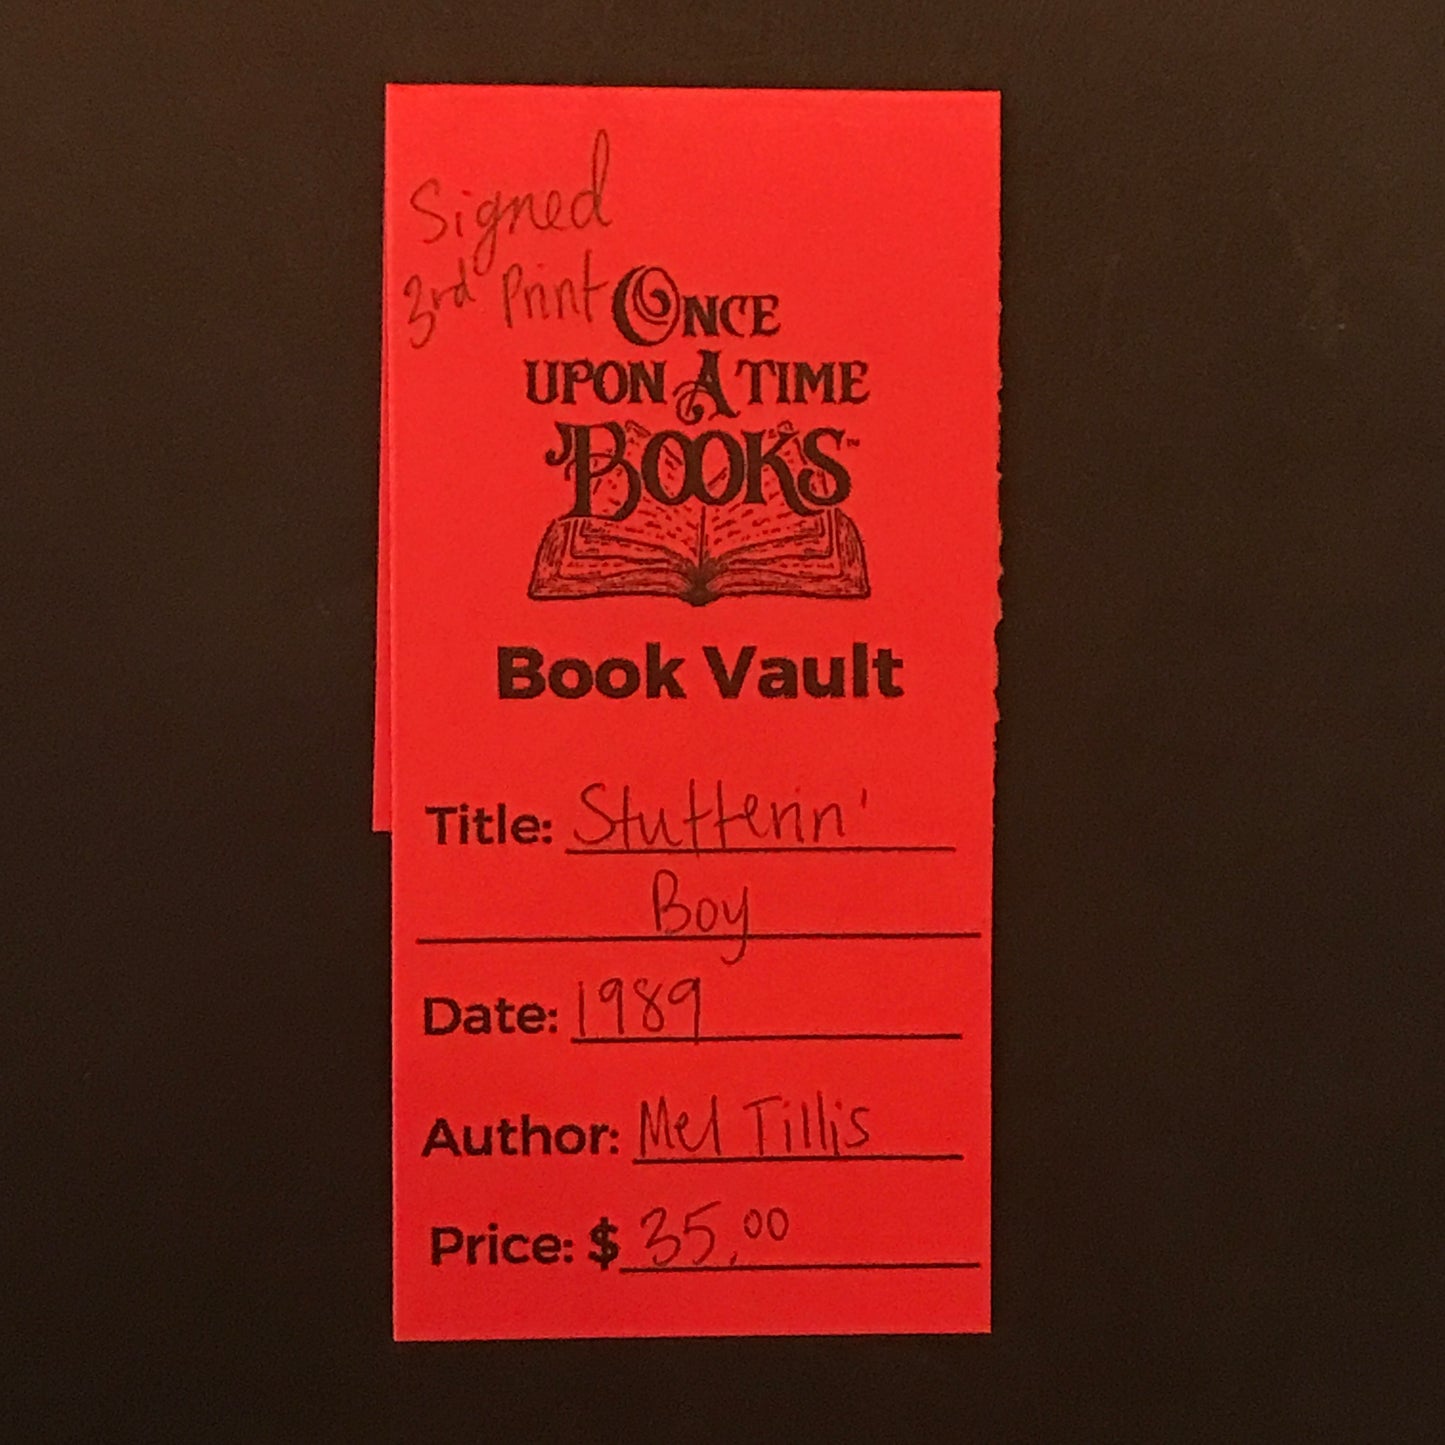 Signed
3rd Print
ONCE
UPON A TIME
BOOKS™
Book Vault
Title: Stutterin'
Boy
Date: 1989
Author: Mel Tillis
Price: $ 35.00